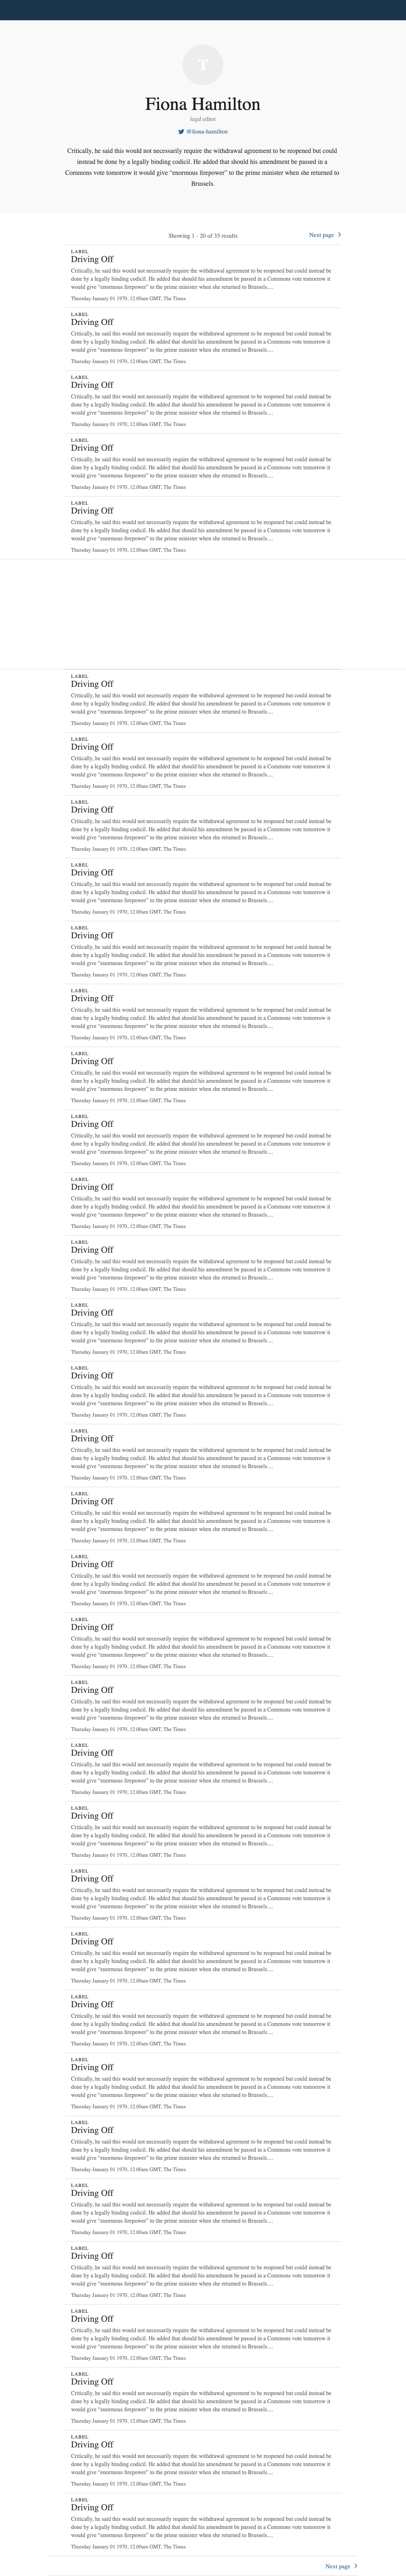 T
Fiona Hamilton
legal editor
@fiona-hamilton
Critically, he said this would not necessarily require the withdrawal agreement to be reopened but could
instead be done by a legally binding codicil. He added that should his amendment be passed in a
Commons vote tomorrow it would give “enormous firepower” to the prime minister when she returned to
Brussels.
Showing 1 - 20 of 35 results
Next page
LABEL
Driving Off
Critically, he said this would not necessarily require the withdrawal agreement to be reopened but could instead be
done by a legally binding codicil. He added that should his amendment be passed in a Commons vote tomorrow it
would give “enormous firepower” to the prime minister when she returned to Brussels....
Thursday January 01 1970, 12.00am GMT, The Times
LABEL
Driving Off
Critically, he said this would not necessarily require the withdrawal agreement to be reopened but could instead be
done by a legally binding codicil. He added that should his amendment be passed in a Commons vote tomorrow it
would give “enormous firepower” to the prime minister when she returned to Brussels....
Thursday January 01 1970, 12.00am GMT, The Times
LABEL
Driving Off
Critically, he said this would not necessarily require the withdrawal agreement to be reopened but could instead be
done by a legally binding codicil. He added that should his amendment be passed in a Commons vote tomorrow it
would give “enormous firepower” to the prime minister when she returned to Brussels....
Thursday January 01 1970, 12.00am GMT, The Times
LABEL
Driving Off
Critically, he said this would not necessarily require the withdrawal agreement to be reopened but could instead be
done by a legally binding codicil. He added that should his amendment be passed in a Commons vote tomorrow it
would give “enormous firepower” to the prime minister when she returned to Brussels....
Thursday January 01 1970, 12.00am GMT, The Times
LABEL
Driving Off
Critically, he said this would not necessarily require the withdrawal agreement to be reopened but could instead be
done by a legally binding codicil. He added that should his amendment be passed in a Commons vote tomorrow it
would give “enormous firepower” to the prime minister when she returned to Brussels....
Thursday January 01 1970, 12.00am GMT, The Times
LABEL
Driving Off
Critically, he said this would not necessarily require the withdrawal agreement to be reopened but could instead be
done by a legally binding codicil. He added that should his amendment be passed in a Commons vote tomorrow it
would give “enormous firepower” to the prime minister when she returned to Brussels....
Thursday January 01 1970, 12.00am GMT, The Times
LABEL
Driving Off
Critically, he said this would not necessarily require the withdrawal agreement to be reopened but could instead be
done by a legally binding codicil. He added that should his amendment be passed in a Commons vote tomorrow it
would give “enormous firepower” to the prime minister when she returned to Brussels....
Thursday January 01 1970, 12.00am GMT, The Times
LABEL
Driving Off
Critically, he said this would not necessarily require the withdrawal agreement to be reopened but could instead be
done by a legally binding codicil. He added that should his amendment be passed in a Commons vote tomorrow it
would give “enormous firepower” to the prime minister when she returned to Brussels....
Thursday January 01 1970, 12.00am GMT, The Times
LABEL
Driving Off
Critically, he said this would not necessarily require the withdrawal agreement to be reopened but could instead be
done by a legally binding codicil. He added that should his amendment be passed in a Commons vote tomorrow it
would give “enormous firepower” to the prime minister when she returned to Brussels....
Thursday January 01 1970, 12.00am GMT, The Times
LABEL
Driving Off
Critically, he said this would not necessarily require the withdrawal agreement to be reopened but could instead be
done by a legally binding codicil. He added that should his amendment be passed in a Commons vote tomorrow it
would give “enormous firepower” to the prime minister when she returned to Brussels....
Thursday January 01 1970, 12.00am GMT, The Times
LABEL
Driving Off
Critically, he said this would not necessarily require the withdrawal agreement to be reopened but could instead be
done by a legally binding codicil. He added that should his amendment be passed in a Commons vote tomorrow it
would give “enormous firepower” to the prime minister when she returned to Brussels....
Thursday January 01 1970, 12.00am GMT, The Times
LABEL
Driving Off
Critically, he said this would not necessarily require the withdrawal agreement to be reopened but could instead be
done by a legally binding codicil. He added that should his amendment be passed in a Commons vote tomorrow it
would give “enormous firepower” to the prime minister when she returned to Brussels....
Thursday January 01 1970, 12.00am GMT, The Times
LABEL
Driving Off
Critically, he said this would not necessarily require the withdrawal agreement to be reopened but could instead be
done by a legally binding codicil. He added that should his amendment be passed in a Commons vote tomorrow it
would give “enormous firepower” to the prime minister when she returned to Brussels....
Thursday January 01 1970, 12.00am GMT, The Times
LABEL
Driving Off
Critically, he said this would not necessarily require the withdrawal agreement to be reopened but could instead be
done by a legally binding codicil. He added that should his amendment be passed in a Commons vote tomorrow it
would give “enormous firepower” to the prime minister when she returned to Brussels....
Thursday January 01 1970, 12.00am GMT, The Times
LABEL
Driving Off
Critically, he said this would not necessarily require the withdrawal agreement to be reopened but could instead be
done by a legally binding codicil. He added that should his amendment be passed in a Commons vote tomorrow it
would give “enormous firepower” to the prime minister when she returned to Brussels....
Thursday January 01 1970, 12.00am GMT, The Times
LABEL
Driving Off
Critically, he said this would not necessarily require the withdrawal agreement to be reopened but could instead be
done by a legally binding codicil. He added that should his amendment be passed in a Commons vote tomorrow it
would give “enormous firepower” to the prime minister when she returned to Brussels....
Thursday January 01 1970, 12.00am GMT, The Times
LABEL
Driving Off
Critically, he said this would not necessarily require the withdrawal agreement to be reopened but could instead be
done by a legally binding codicil. He added that should his amendment be passed in a Commons vote tomorrow it
would give “enormous firepower” to the prime minister when she returned to Brussels....
Thursday January 01 1970, 12.00am GMT, The Times
LABEL
Driving Off
Critically, he said this would not necessarily require the withdrawal agreement to be reopened but could instead be
done by a legally binding codicil. He added that should his amendment be passed in a Commons vote tomorrow it
would give “enormous firepower” to the prime minister when she returned to Brussels....
Thursday January 01 1970, 12.00am GMT, The Times
LABEL
Driving Off
Critically, he said this would not necessarily require the withdrawal agreement to be reopened but could instead be
done by a legally binding codicil. He added that should his amendment be passed in a Commons vote tomorrow it
would give “enormous firepower” to the prime minister when she returned to Brussels....
Thursday January 01 1970, 12.00am GMT, The Times
LABEL
Driving Off
Critically, he said this would not necessarily require the withdrawal agreement to be reopened but could instead be
done by a legally binding codicil. He added that should his amendment be passed in a Commons vote tomorrow it
would give “enormous firepower” to the prime minister when she returned to Brussels....
Thursday January 01 1970, 12.00am GMT, The Times
LABEL
Driving Off
Critically, he said this would not necessarily require the withdrawal agreement to be reopened but could instead be
done by a legally binding codicil. He added that should his amendment be passed in a Commons vote tomorrow it
would give “enormous firepower” to the prime minister when she returned to Brussels....
Thursday January 01 1970, 12.00am GMT, The Times
LABEL
Driving Off
Critically, he said this would not necessarily require the withdrawal agreement to be reopened but could instead be
done by a legally binding codicil. He added that should his amendment be passed in a Commons vote tomorrow it
would give “enormous firepower” to the prime minister when she returned to Brussels....
Thursday January 01 1970, 12.00am GMT, The Times
LABEL
Driving Off
Critically, he said this would not necessarily require the withdrawal agreement to be reopened but could instead be
done by a legally binding codicil. He added that should his amendment be passed in a Commons vote tomorrow it
would give “enormous firepower” to the prime minister when she returned to Brussels....
Thursday January 01 1970, 12.00am GMT, The Times
LABEL
Driving Off
Critically, he said this would not necessarily require the withdrawal agreement to be reopened but could instead be
done by a legally binding codicil. He added that should his amendment be passed in a Commons vote tomorrow it
would give “enormous firepower” to the prime minister when she returned to Brussels....
Thursday January 01 1970, 12.00am GMT, The Times
LABEL
Driving Off
Critically, he said this would not necessarily require the withdrawal agreement to be reopened but could instead be
done by a legally binding codicil. He added that should his amendment be passed in a Commons vote tomorrow it
would give “enormous firepower” to the prime minister when she returned to Brussels....
Thursday January 01 1970, 12.00am GMT, The Times
LABEL
Driving Off
Critically, he said this would not necessarily require the withdrawal agreement to be reopened but could instead be
done by a legally binding codicil. He added that should his amendment be passed in a Commons vote tomorrow it
would give “enormous firepower” to the prime minister when she returned to Brussels....
Thursday January 01 1970, 12.00am GMT, The Times
LABEL
Driving Off
Critically, he said this would not necessarily require the withdrawal agreement to be reopened but could instead be
done by a legally binding codicil. He added that should his amendment be passed in a Commons vote tomorrow it
would give “enormous firepower” to the prime minister when she returned to Brussels....
Thursday January 01 1970, 12.00am GMT, The Times
LABEL
Driving Off
Critically, he said this would not necessarily require the withdrawal agreement to be reopened but could instead be
done by a legally binding codicil. He added that should his amendment be passed in a Commons vote tomorrow it
would give “enormous firepower” to the prime minister when she returned to Brussels....
Thursday January 01 1970, 12.00am GMT, The Times
LABEL
Driving Off
Critically, he said this would not necessarily require the withdrawal agreement to be reopened but could instead be
done by a legally binding codicil. He added that should his amendment be passed in a Commons vote tomorrow it
would give “enormous firepower” to the prime minister when she returned to Brussels....
Thursday January 01 1970, 12.00am GMT, The Times
LABEL
Driving Off
Critically, he said this would not necessarily require the withdrawal agreement to be reopened but could instead be
done by a legally binding codicil. He added that should his amendment be passed in a Commons vote tomorrow it
would give “enormous firepower” to the prime minister when she returned to Brussels....
Thursday January 01 1970, 12.00am GMT, The Times
LABEL
Driving Off
Critically, he said this would not necessarily require the withdrawal agreement to be reopened but could instead be
done by a legally binding codicil. He added that should his amendment be passed in a Commons vote tomorrow it
would give “enormous firepower” to the prime minister when she returned to Brussels....
Thursday January 01 1970, 12.00am GMT, The Times
LABEL
Driving Off
Critically, he said this would not necessarily require the withdrawal agreement to be reopened but could instead be
done by a legally binding codicil. He added that should his amendment be passed in a Commons vote tomorrow it
would give “enormous firepower” to the prime minister when she returned to Brussels....
Thursday January 01 1970, 12.00am GMT, The Times
LABEL
Driving Off
Critically, he said this would not necessarily require the withdrawal agreement to be reopened but could instead be
done by a legally binding codicil. He added that should his amendment be passed in a Commons vote tomorrow it
would give “enormous firepower” to the prime minister when she returned to Brussels....
Thursday January 01 1970, 12.00am GMT, The Times
LABEL
Driving Off
Critically, he said this would not necessarily require the withdrawal agreement to be reopened but could instead be
done by a legally binding codicil. He added that should his amendment be passed in a Commons vote tomorrow it
would give “enormous firepower” to the prime minister when she returned to Brussels....
Thursday January 01 1970, 12.00am GMT, The Times
LABEL
Driving Off
Critically, he said this would not necessarily require the withdrawal agreement to be reopened but could instead be
done by a legally binding codicil. He added that should his amendment be passed in a Commons vote tomorrow it
would give “enormous firepower” to the prime minister when she returned to Brussels....
Thursday January 01 1970, 12.00am GMT, The Times
Next page